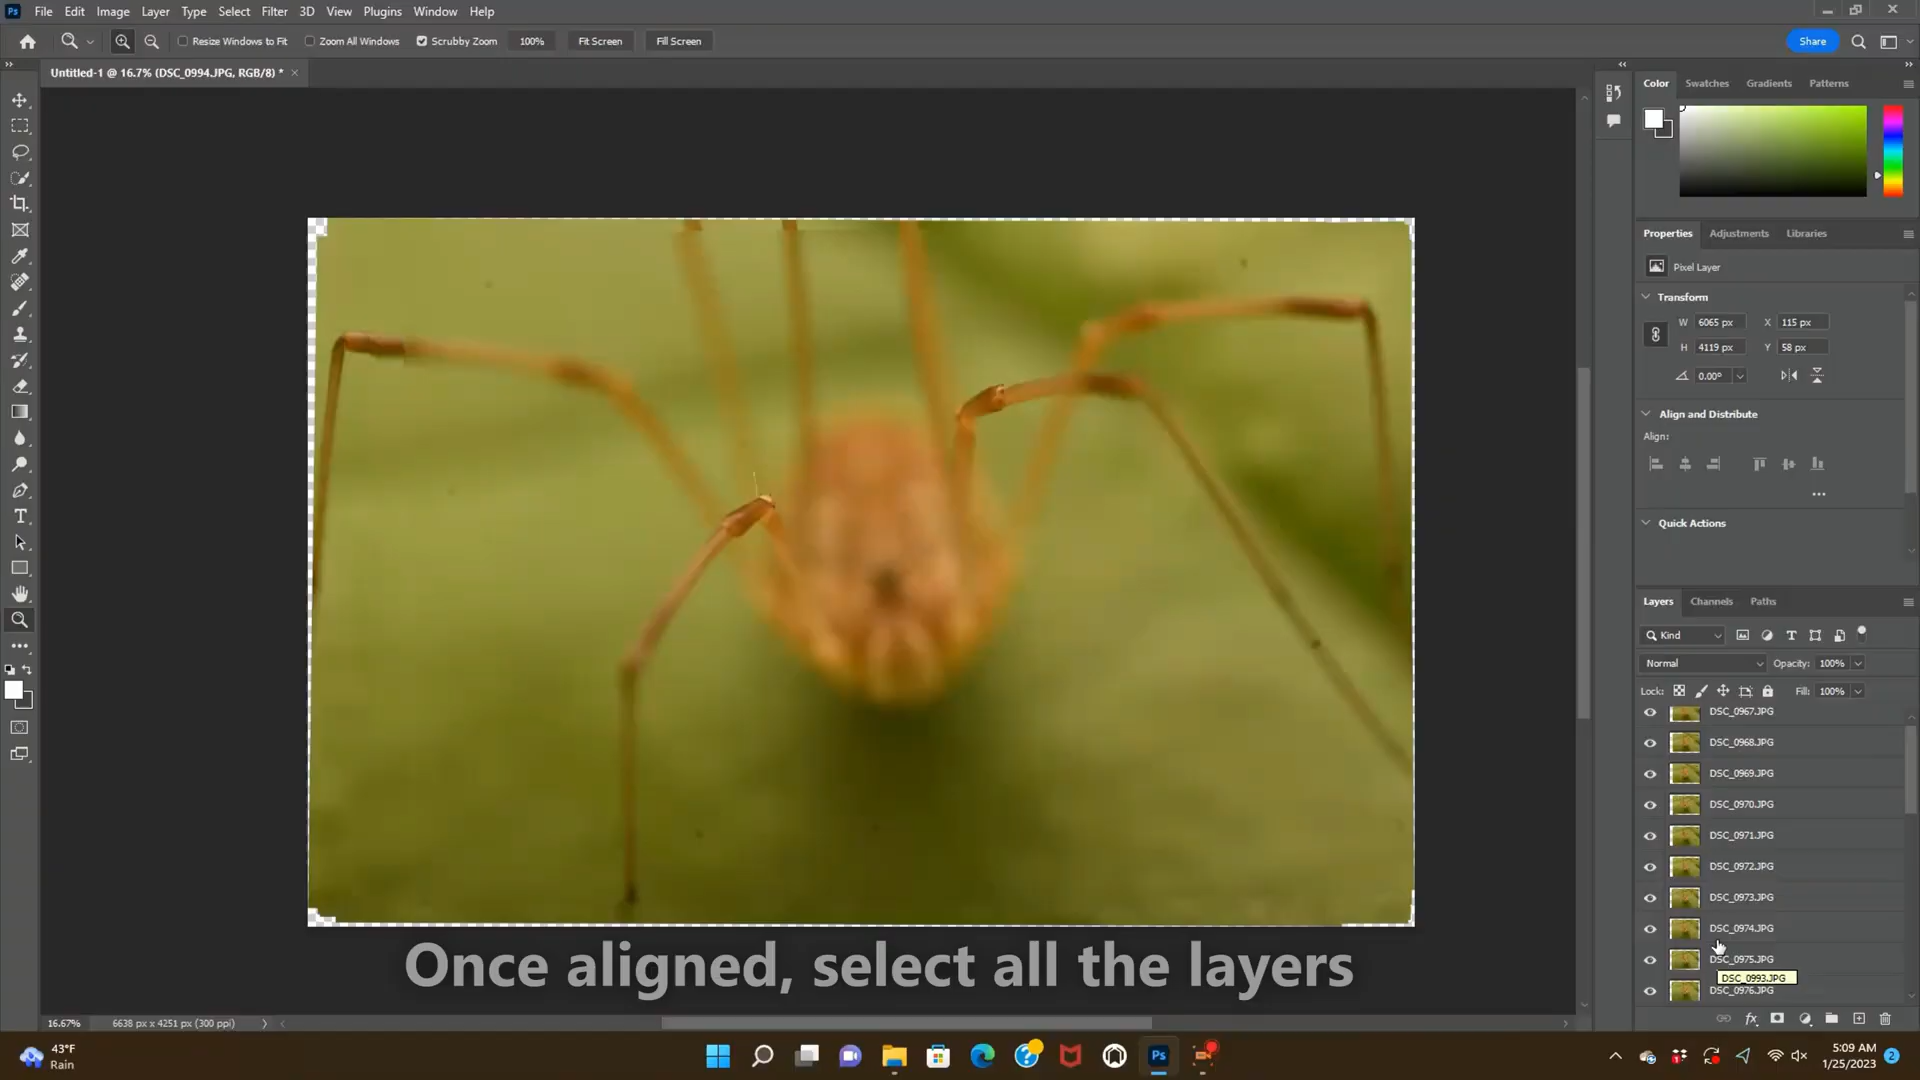 Ps File Edit Image Layer Type Select Filter 3D View Plugins Window Help
Resize Windows to Fit Zoom All Windows Scrubby Zoom 100% Fit Screen Fill Screen Share
Untitled-1 @ 16.7% (DSC_0994.JPG, RGB/8) *
Color Swatches Gradients Patterns
Properties Adjustments Libraries
Pixel Layer
Transform
W 6065 px X 115 px
H 4119 px Y 58 px
0.00°
Align and Distribute
Align:
Quick Actions
Layers Channels Paths
Kind
Normal Opacity: 100%
Lock: Fill: 100%
DSC_0967.JPG
DSC_0968.JPG
DSC_0969.JPG
DSC_0970.JPG
DSC_0971.JPG
DSC_0972.JPG
DSC_0973.JPG
DSC_0974.JPG
DSC_0975.JPG
DSC_0993.JPG
DSC_0976.JPG
Once aligned, select all the layers
16.67% 6638 px x 4251 px (300 ppi)
43°F
Rain
Ps
5:09 AM
1/25/2023
2